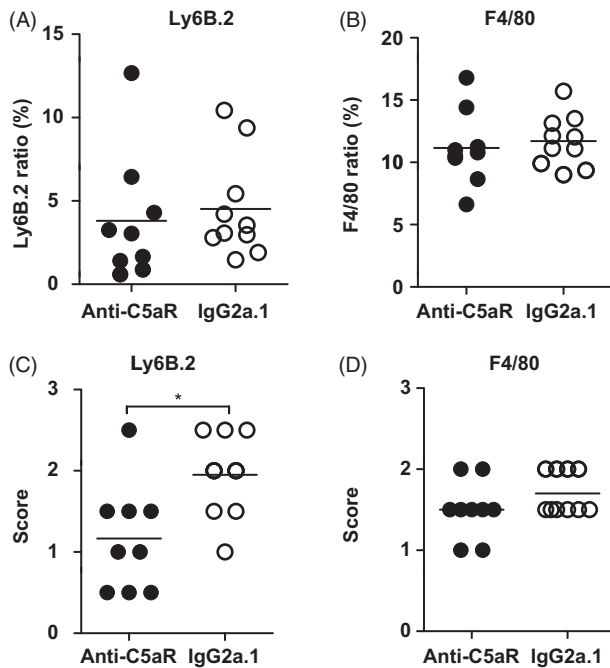 (A) Ly6B.2
Ly6B.2 ratio (%)
15
10
5
0
Anti-C5aR IgG2a.1
(B) F4/80
F4/80 ratio (%)
20
15
10
5
0
Anti-C5aR IgG2a.1
(C) Ly6B.2
Score
3
2
1
0
*
Anti-C5aR IgG2a.1
(D) F4/80
Score
3
2
1
0
Anti-C5aR IgG2a.1